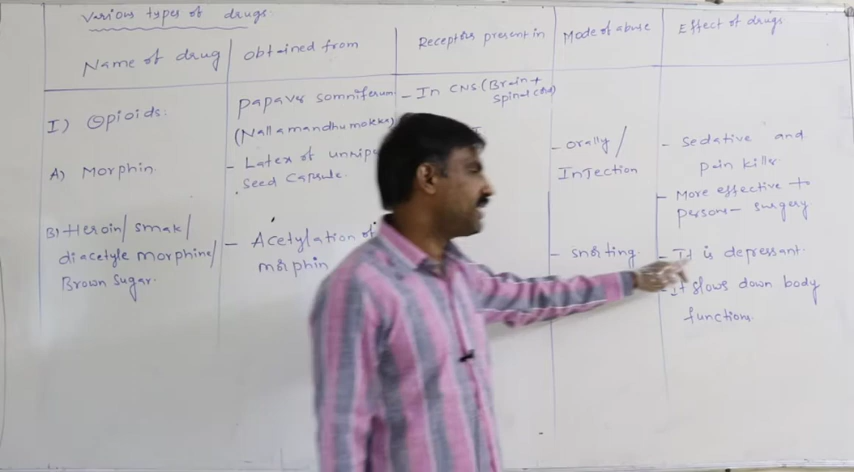 Various types of drugs.
Name of drug
obtained from
Receptors present in
Mode of abuse
Effect of drugs
I) Opioids.
Papaver somniferum
(Nallamandhumokka)
- In CNS (Brain +
Spinal cord)
A) Morphin.
- Latex of unripe
seed capsule.
- orally /
Injection
- Sedative and
pain killer
- More effective to
person- surgery
B) Heroin/ smak/
diacetyle morphine/
Brown Sugar.
- Acetylation of
morphin
- snorting.
- It is depressant.
- It slows down body
function.